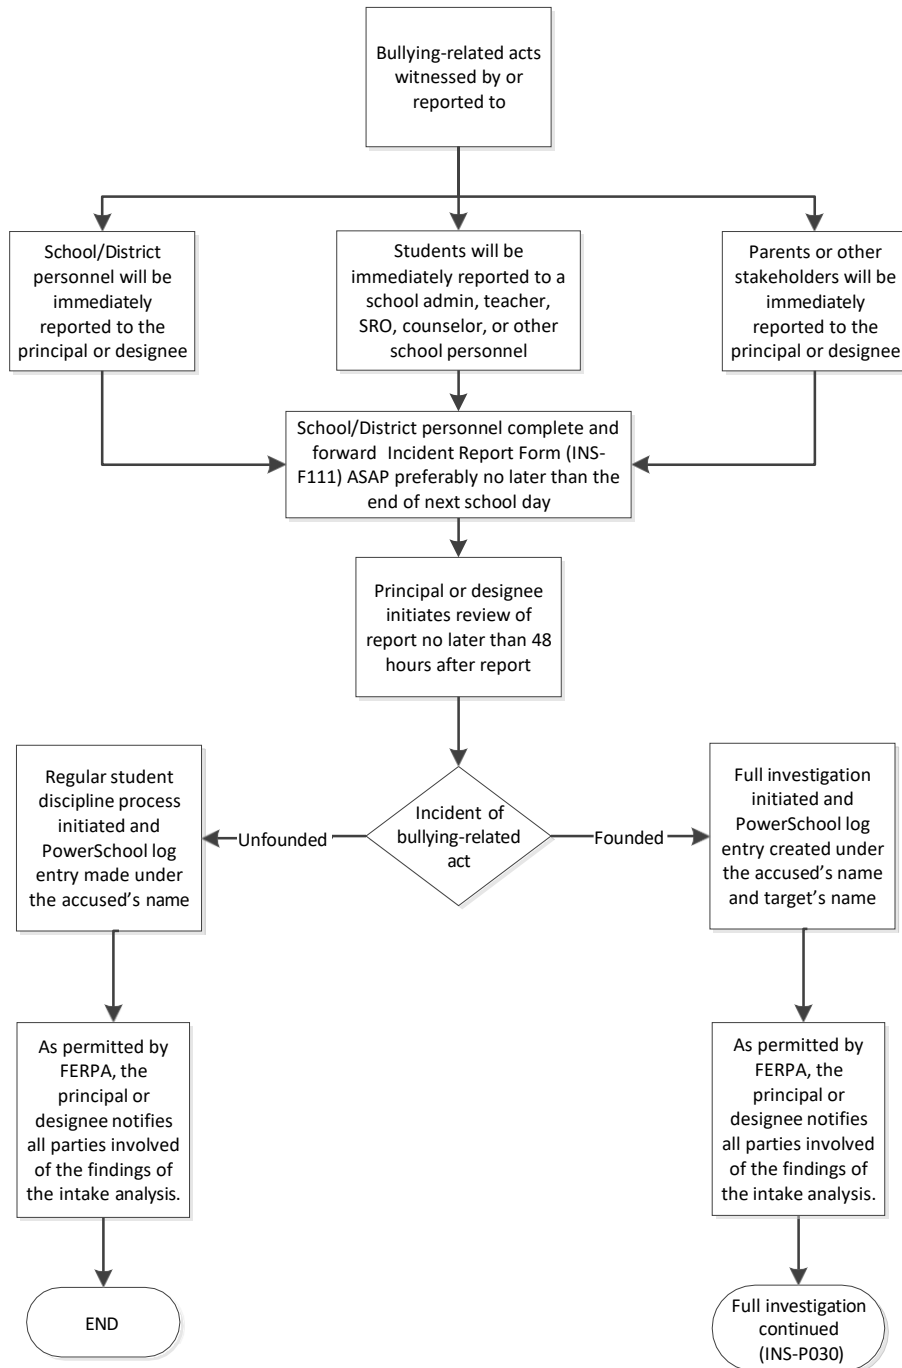 Bullying-related acts
witnessed by or
reported to
School/District
personnel will be
immediately
reported to the
principal or designee
Students will be
immediately reported to a
school admin, teacher,
SRO, counselor, or other
school personnel
Parents or other
stakeholders will be
immediately
reported to the
principal or designee
School/District personnel complete and
forward  Incident Report Form (INS-
F111) ASAP preferably no later than the
end of next school day
Principal or designee
initiates review of
report no later than 48
hours after report
Incident of
bullying-related
act
Unfounded
Founded
Regular student
discipline process
initiated and
PowerSchool log
entry made under
the accused’s name
Full investigation
initiated and
PowerSchool log
entry created under
the accused’s name
and target’s name
As permitted by
FERPA, the
principal or
designee notifies
all parties involved
of the findings of
the intake analysis.
As permitted by
FERPA, the
principal or
designee notifies
all parties involved
of the findings of
the intake analysis.
END
Full investigation
continued
(INS-P030)